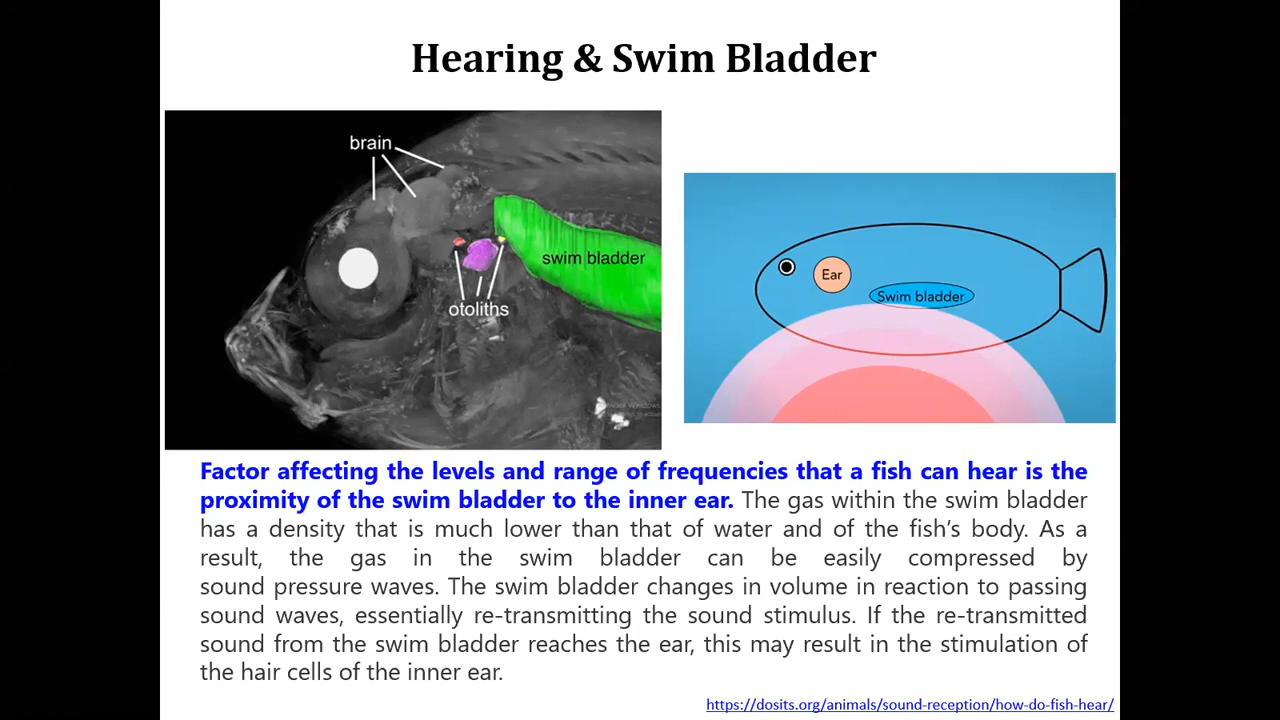 Hearing & Swim Bladder
brain
swim bladder
otoliths
Ear
Swim bladder
Factor affecting the levels and range of frequencies that a fish can hear is the
proximity of the swim bladder to the inner ear. The gas within the swim bladder
has a density that is much lower than that of water and of the fish's body. As a
result, the gas in the swim bladder can be easily compressed by
sound pressure waves. The swim bladder changes in volume in reaction to passing
sound waves, essentially re-transmitting the sound stimulus. If the re-transmitted
sound from the swim bladder reaches the ear, this may result in the stimulation of
the hair cells of the inner ear.
https://dosits.org/animals/sound-reception/how-do-fish-hear/